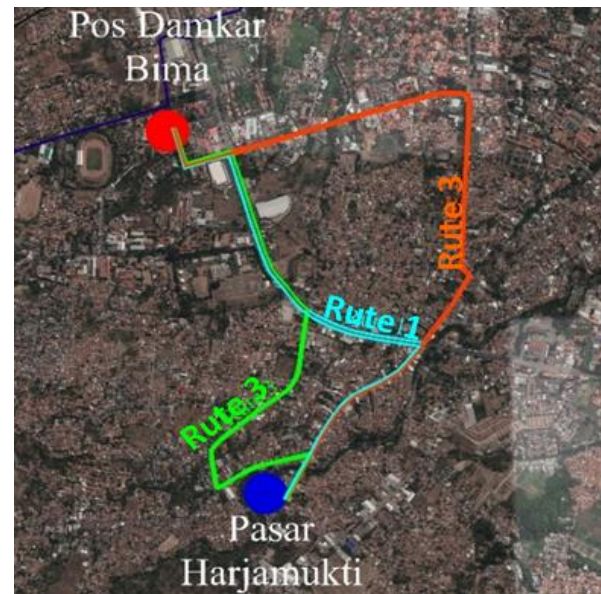 Pos Damkar
Bima
Rute 3
Rute 1
Rute 3
Pasar
Harjamukti